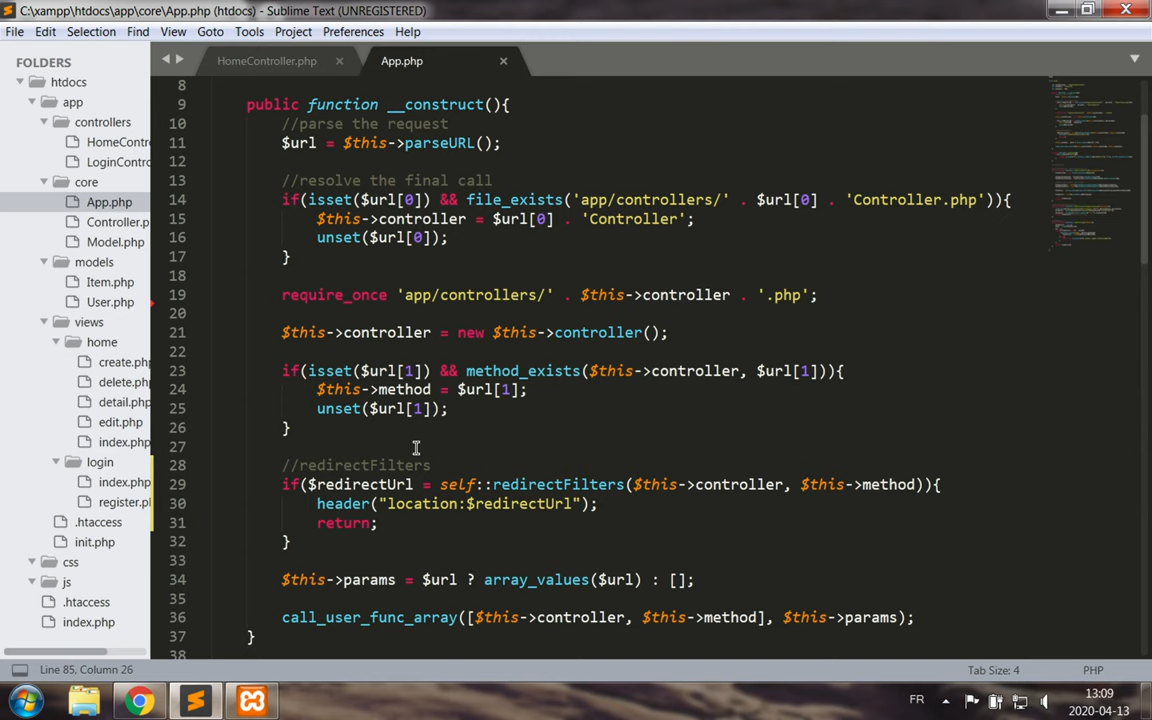 C:\xampp\htdocs\app\core\App.php (htdocs) - Sublime Text (UNREGISTERED)
File Edit Selection Find View Goto Tools Project Preferences Help
FOLDERS
htdocs
app
controllers
HomeContro
LoginContro
core
App.php
Controller.p
Model.php
models
Item.php
User.php
views
home
create.php
delete.php
detail.php
edit.php
index.php
login
index.php
register.p
.htaccess
init.php
css
js
.htaccess
index.php
HomeController.php
App.php
8
9 public function __construct(){
10 //parse the request
11 $url = $this->parseURL();
12
13 //resolve the final call
14 if(isset($url[0]) && file_exists('app/controllers/' . $url[0] . 'Controller.php')){
15 $this->controller = $url[0] . 'Controller';
16 unset($url[0]);
17 }
18
19 require_once 'app/controllers/' . $this->controller . '.php';
20
21 $this->controller = new $this->controller();
22
23 if(isset($url[1]) && method_exists($this->controller, $url[1])){
24 $this->method = $url[1];
25 unset($url[1]);
26 }
27
28 //redirectFilters
29 if($redirectUrl = self::redirectFilters($this->controller, $this->method)){
30 header("location:$redirectUrl");
31 return;
32 }
33
34 $this->params = $url ? array_values($url) : [];
35
36 call_user_func_array([$this->controller, $this->method], $this->params);
37 }
38
Line 85, Column 26
Tab Size: 4
PHP
FR
13:09
2020-04-13